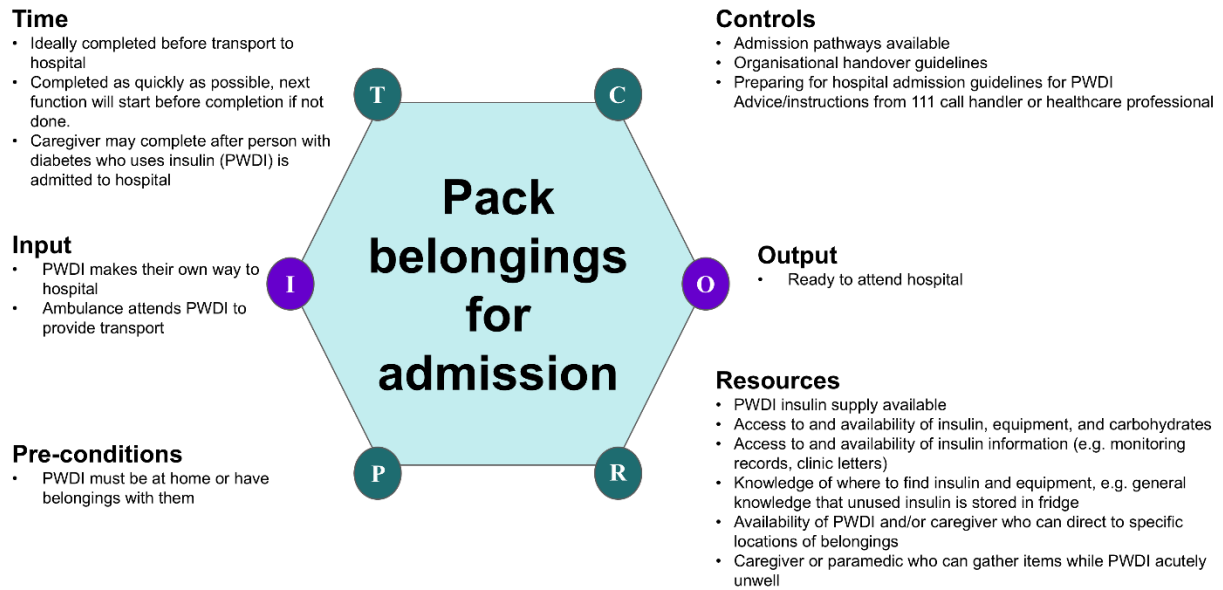 Time
• Ideally completed before transport to
hospital
• Completed as quickly as possible, next
function will start before completion if not
done.
• Caregiver may complete after person with
diabetes who uses insulin (PWDI) is
admitted to hospital
Controls
• Admission pathways available
• Organisational handover guidelines
• Preparing for hospital admission guidelines for PWDI
Advice/instructions from 111 call handler or healthcare professional
T
C
Input
• PWDI makes their own way to
hospital
• Ambulance attends PWDI to
provide transport
I
Pack
belongings
for
admission
O
Output
• Ready to attend hospital
Pre-conditions
• PWDI must be at home or have
belongings with them
P
R
Resources
• PWDI insulin supply available
• Access to and availability of insulin, equipment, and carbohydrates
• Access to and availability of insulin information (e.g. monitoring
records, clinic letters)
• Knowledge of where to find insulin and equipment, e.g. general
knowledge that unused insulin is stored in fridge
• Availability of PWDI and/or caregiver who can direct to specific
locations of belongings
• Caregiver or paramedic who can gather items while PWDI acutely
unwell